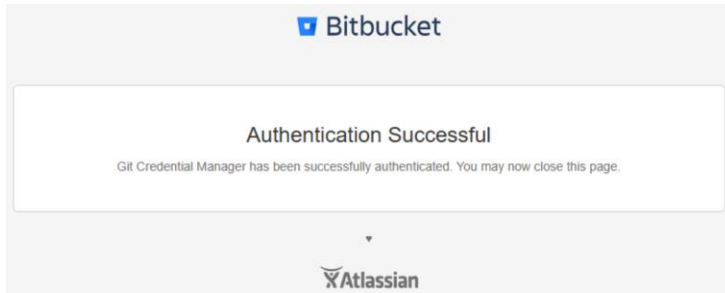 Bitbucket
Authentication Successful
Git Credential Manager has been successfully authenticated. You may now close this page.
Atlassian